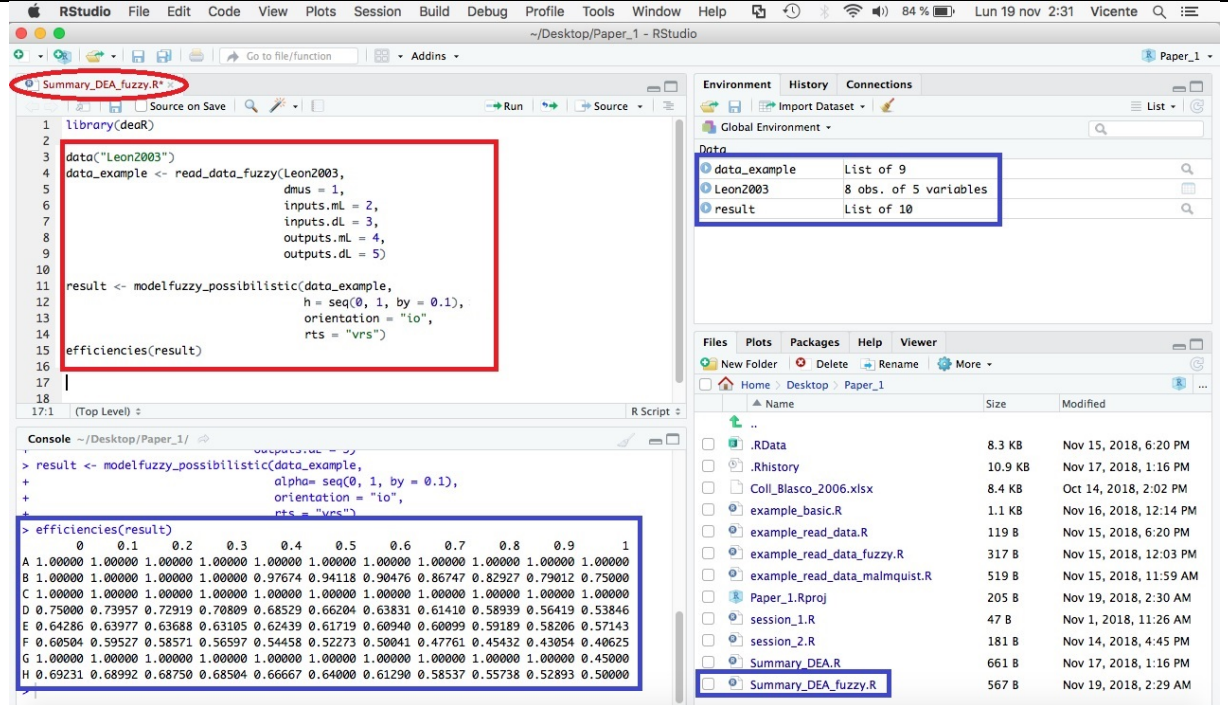 RStudio File Edit Code View Plots Session Build Debug Profile Tools Window Help 84 % Lun 19 nov 2:31 Vicente
~/Desktop/Paper_1 - RStudio
Go to file/function Addins Paper_1
Summary_DEA_fuzzy.R*
Source on Save Run Source
1 library(deaR)
2
3 data("Leon2003")
4 data_example <- read_data_fuzzy(Leon2003,
5 dmus = 1,
6 inputs.mL = 2,
7 inputs.dL = 3,
8 outputs.mL = 4,
9 outputs.dL = 5)
10
11 result <- modelfuzzy_possibilistic(data_example,
12 h = seq(0, 1, by = 0.1),
13 orientation = "io",
14 rts = "vrs")
15 efficiencies(result)
16
17
18
17:1 (Top Level) R Script
Console ~/Desktop/Paper_1/
+ outputs.dL = 5)
> result <- modelfuzzy_possibilistic(data_example,
+ alpha= seq(0, 1, by = 0.1),
+ orientation = "io",
+ rts = "vrs")
> efficiencies(result)
0 0.1 0.2 0.3 0.4 0.5 0.6 0.7 0.8 0.9 1
A 1.00000 1.00000 1.00000 1.00000 1.00000 1.00000 1.00000 1.00000 1.00000 1.00000 1.00000
B 1.00000 1.00000 1.00000 1.00000 0.97674 0.94118 0.90476 0.86747 0.82927 0.79012 0.75000
C 1.00000 1.00000 1.00000 1.00000 1.00000 1.00000 1.00000 1.00000 1.00000 1.00000 1.00000
D 0.75000 0.73957 0.72919 0.70809 0.68529 0.66204 0.63831 0.61410 0.58939 0.56419 0.53846
E 0.64286 0.63977 0.63688 0.63105 0.62439 0.61719 0.60940 0.60099 0.59189 0.58206 0.57143
F 0.60504 0.59527 0.58571 0.56597 0.54458 0.52273 0.50041 0.47761 0.45432 0.43054 0.40625
G 1.00000 1.00000 1.00000 1.00000 1.00000 1.00000 1.00000 1.00000 1.00000 1.00000 0.45000
H 0.69231 0.68992 0.68750 0.68504 0.66667 0.64000 0.61290 0.58537 0.55738 0.52893 0.50000
>
Environment History Connections
Import Dataset List
Global Environment
Data
data_example List of 9
Leon2003 8 obs. of 5 variables
result List of 10
Files Plots Packages Help Viewer
New Folder Delete Rename More
Home Desktop Paper_1 ...
Name Size Modified
..
.RData 8.3 KB Nov 15, 2018, 6:20 PM
.Rhistory 10.9 KB Nov 17, 2018, 1:16 PM
Coll_Blasco_2006.xlsx 8.4 KB Oct 14, 2018, 2:02 PM
example_basic.R 1.1 KB Nov 16, 2018, 12:14 PM
example_read_data.R 119 B Nov 15, 2018, 6:20 PM
example_read_data_fuzzy.R 317 B Nov 15, 2018, 12:03 PM
example_read_data_malmquist.R 519 B Nov 15, 2018, 11:59 AM
Paper_1.Rproj 205 B Nov 19, 2018, 2:30 AM
session_1.R 47 B Nov 1, 2018, 11:26 AM
session_2.R 181 B Nov 14, 2018, 4:45 PM
Summary_DEA.R 661 B Nov 17, 2018, 1:16 PM
Summary_DEA_fuzzy.R 567 B Nov 19, 2018, 2:29 AM